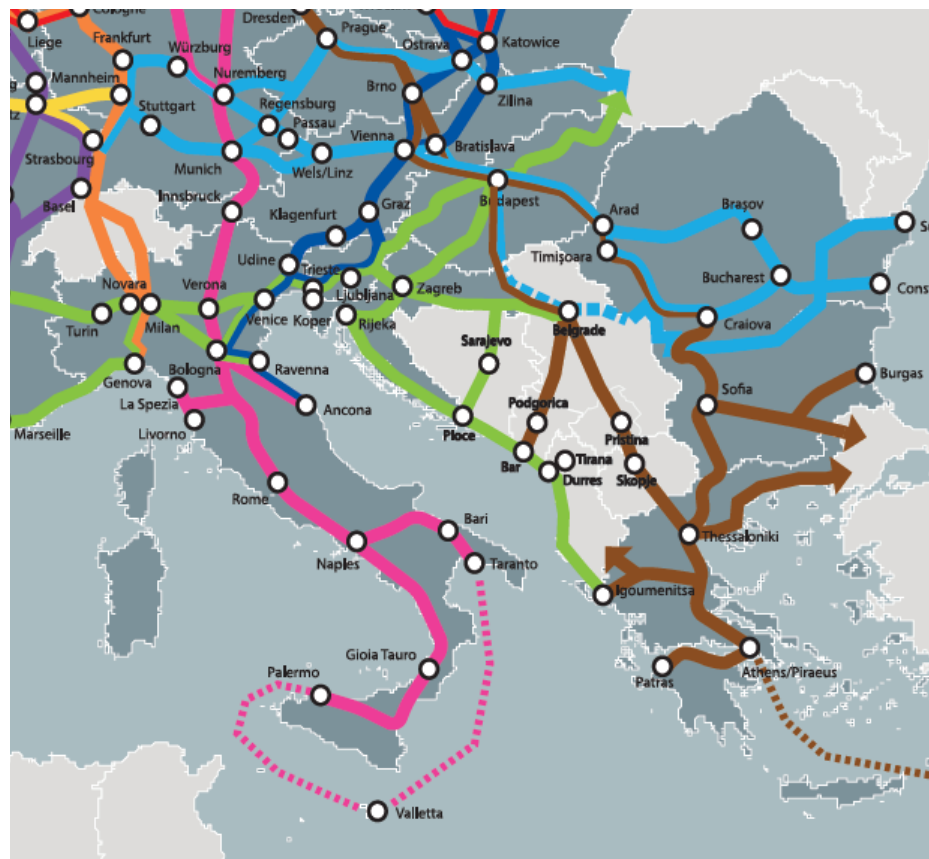 Dresden
Cologne
Liege
Frankfurt
Würzburg
Prague
Ostrava
Katowice
Mannheim
Nuremberg
Brno
Zilina
Stuttgart
Regensburg
Passau
Vienna
Bratislava
Strasbourg
Munich
Wels/Linz
Basel
Innsbruck
Klagenfurt
Graz
Budapest
Arad
Braşov
Udine
Trieste
Timişoara
Bucharest
Verona
Ljubljana
Zagreb
Novara
Milan
Venice
Koper
Rijeka
Belgrade
Craiova
Turin
Sarajevo
Bologna
Ravenna
Genova
La Spezia
Burgas
Sofia
Ancona
Podgorica
Marseille
Livorno
Ploce
Pristina
Bar
Tirana
Durres
Skopje
Rome
Bari
Thessaloniki
Naples
Taranto
Igoumenitsa
Gioia Tauro
Palermo
Patras
Athens/Piraeus
Valletta